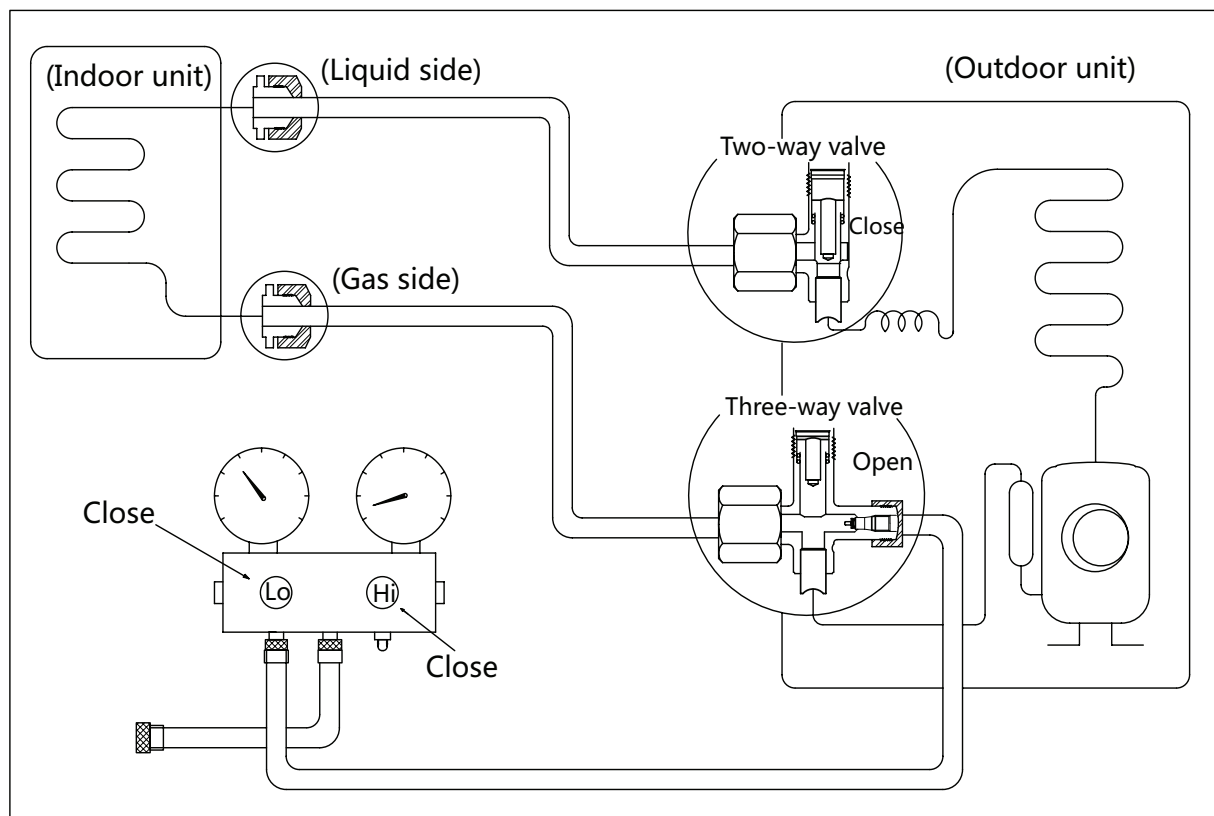 (Indoor unit)
(Liquid side)
(Outdoor unit)
Two-way valve
Close
(Gas side)
Three-way valve
Open
Close
Lo
Hi
Close